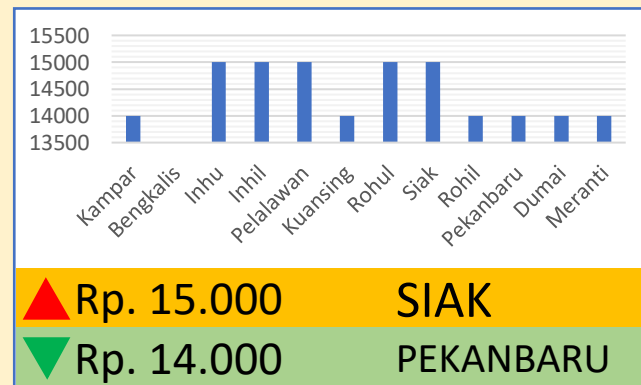 15500
15000
14500
14000
13500
Kampar
Bengkalis
Inhu
Inhil
Pelalawan
Kuansing
Rohul
Siak
Rohil
Pekanbaru
Dumai
Meranti
Rp. 15.000 SIAK
Rp. 14.000 PEKANBARU